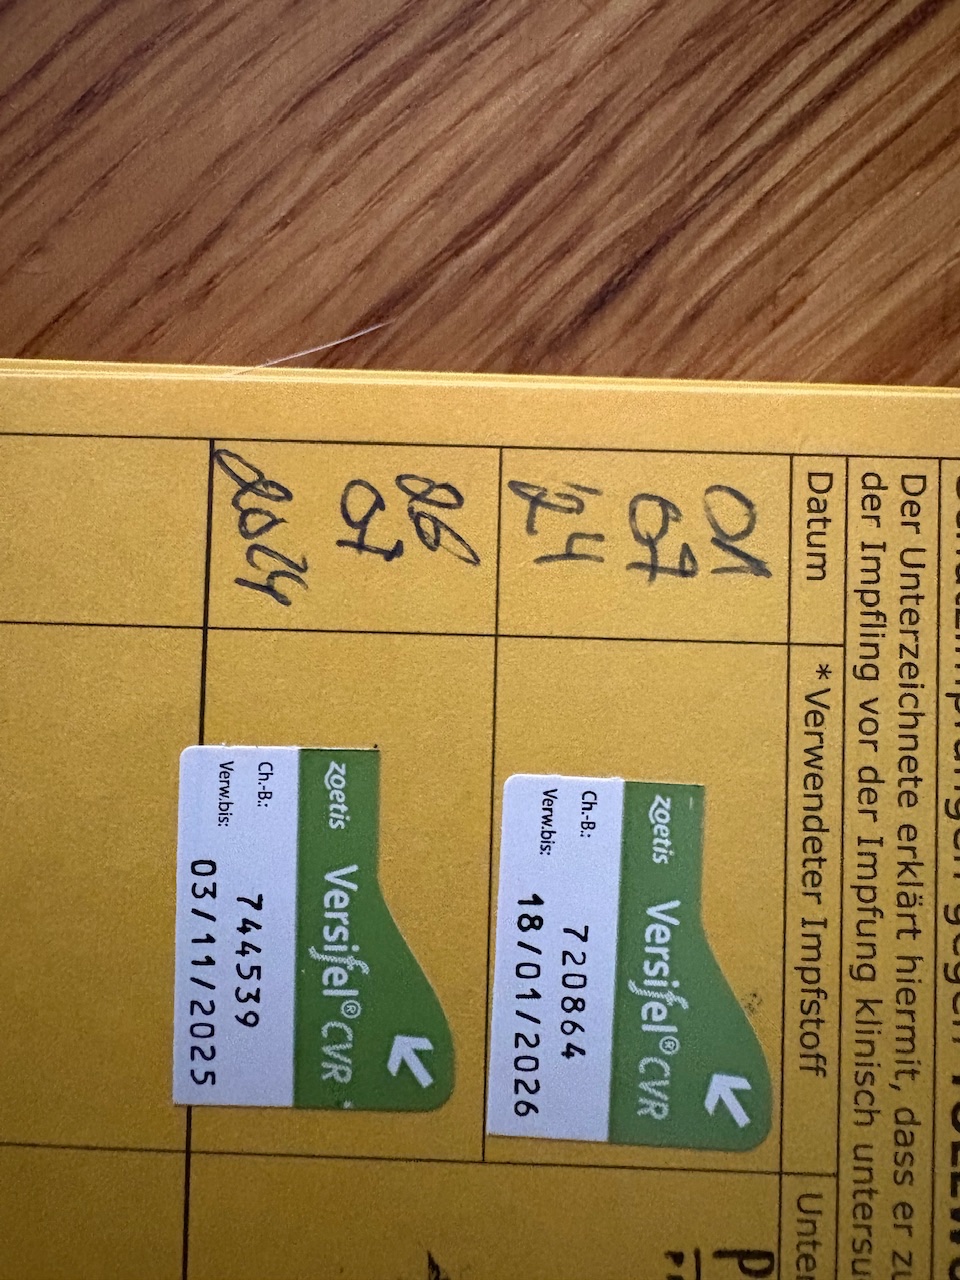 Der Unterzeichnete erklärt hiermit, dass er
der Impfling vor der Impfung klinisch untersu
Datum
*Verwendeter Impfstoff
Unter
01
07
24
zoetis Versifel® CVR
Ch.-B.: 720864
Verw.bis: 18/01/2026
26
07
2024
zoetis Versifel® CVR
Ch.-B.: 744539
Verw.bis: 03/11/2025